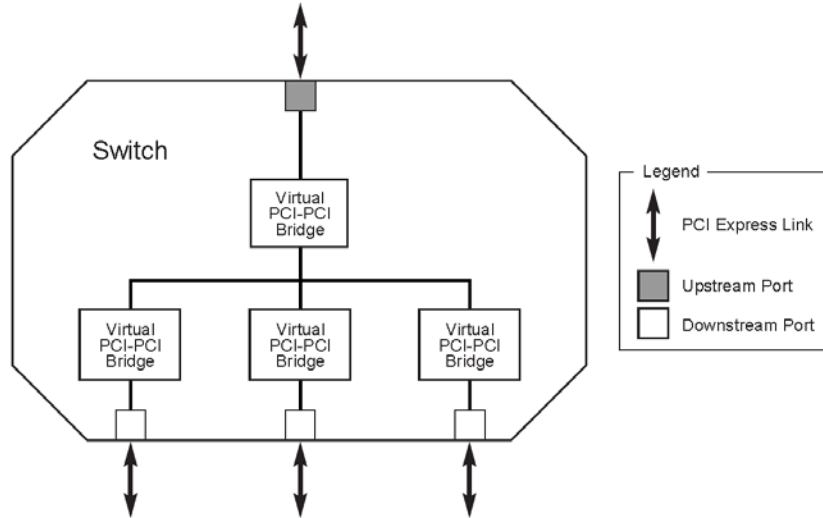 Switch
Virtual
PCI-PCI
Bridge
Virtual
PCI-PCI
Bridge
Virtual
PCI-PCI
Bridge
Virtual
PCI-PCI
Bridge
Legend
PCI Express Link
Upstream Port
Downstream Port